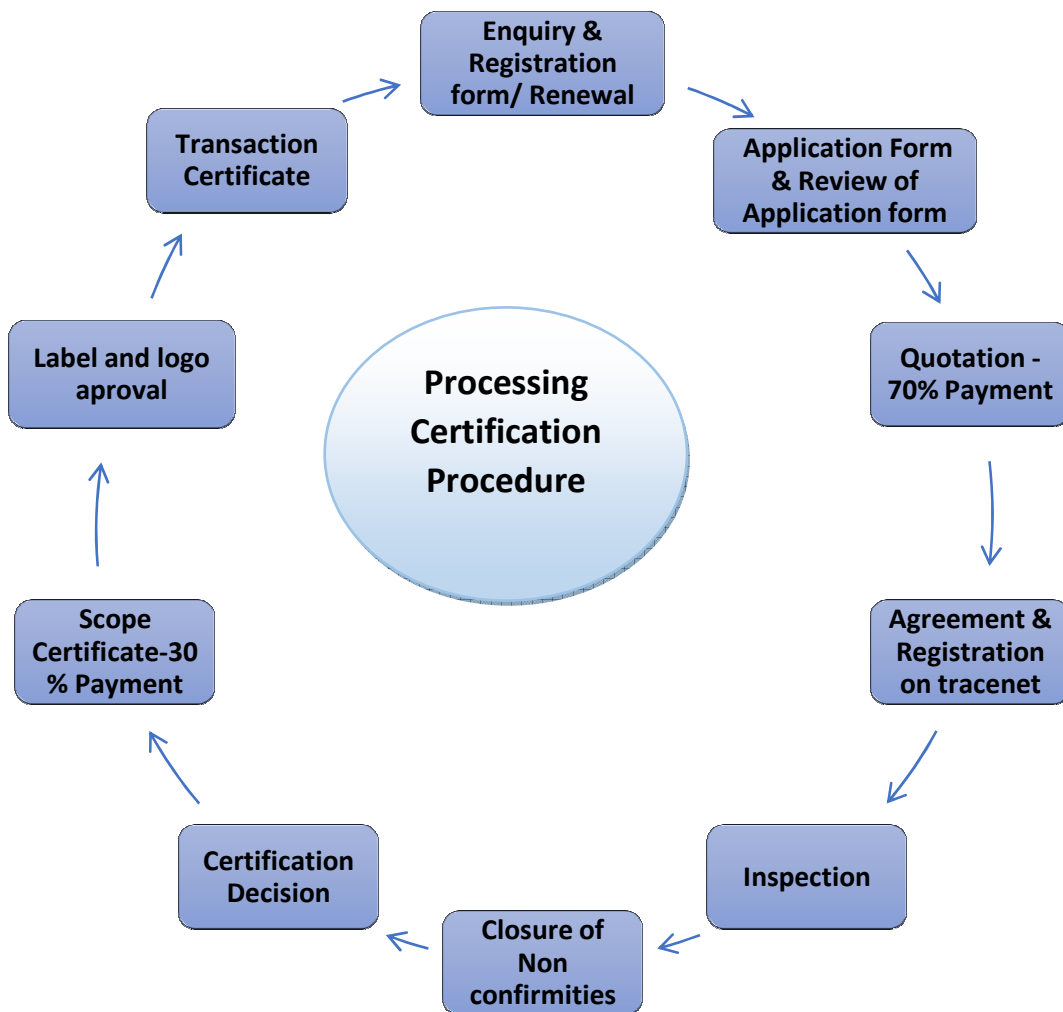 Enquiry &
Registration
form/ Renewal
Application Form
& Review of
Application form
Quotation -
70% Payment
Agreement &
Registration
on tracenet
Inspection
Closure of
Non
confirmities
Certification
Decision
Scope
Certificate-30
% Payment
Label and logo
aproval
Transaction
Certificate
Processing
Certification
Procedure